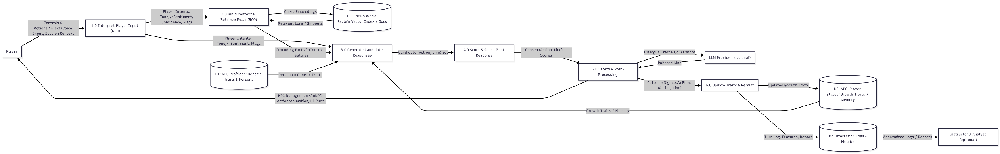 Player
Controls &
Actions,\nText/Voice
Input, Session Context
1.0 Interpret Player Input
(NLU)
Player Intents,
Tone,\nSentiment,
Confidence, Flags
2.0 Build Context &
Retrieve Facts (RAG)
Query Embeddings
Relevant Lore / Snippets
D3: Lore & World
Facts\nVector Index / Docs
Player Intents,
Tone,\nSentiment, Flags
Grounding Facts,\nContext
Features
D1: NPC Profiles\nGenetic
Traits & Persona
Persona & Genetic Traits
3.0 Generate Candidate
Responses
Candidate (Action, Line) Set
4.0 Score & Select Best
Response
Chosen (Action, Line) +
Scores
5.0 Safety & Post-
Processing
Dialogue Draft & Constraints
Polished Line
LLM Provider (optional)
Outcome Signals,\nFinal
(Action, Line)
6.0 Update Traits & Persist
Updated Growth Traits
D2: NPC–Player
State\nGrowth Traits /
Memory
NPC Dialogue Line,\nNPC
Action/Animation, UI Cues
Growth Traits / Memory
Turn Log, Features, Reward
D4: Interaction Logs &
Metrics
Anonymized Logs / Reports
Instructor / Analyst
(optional)